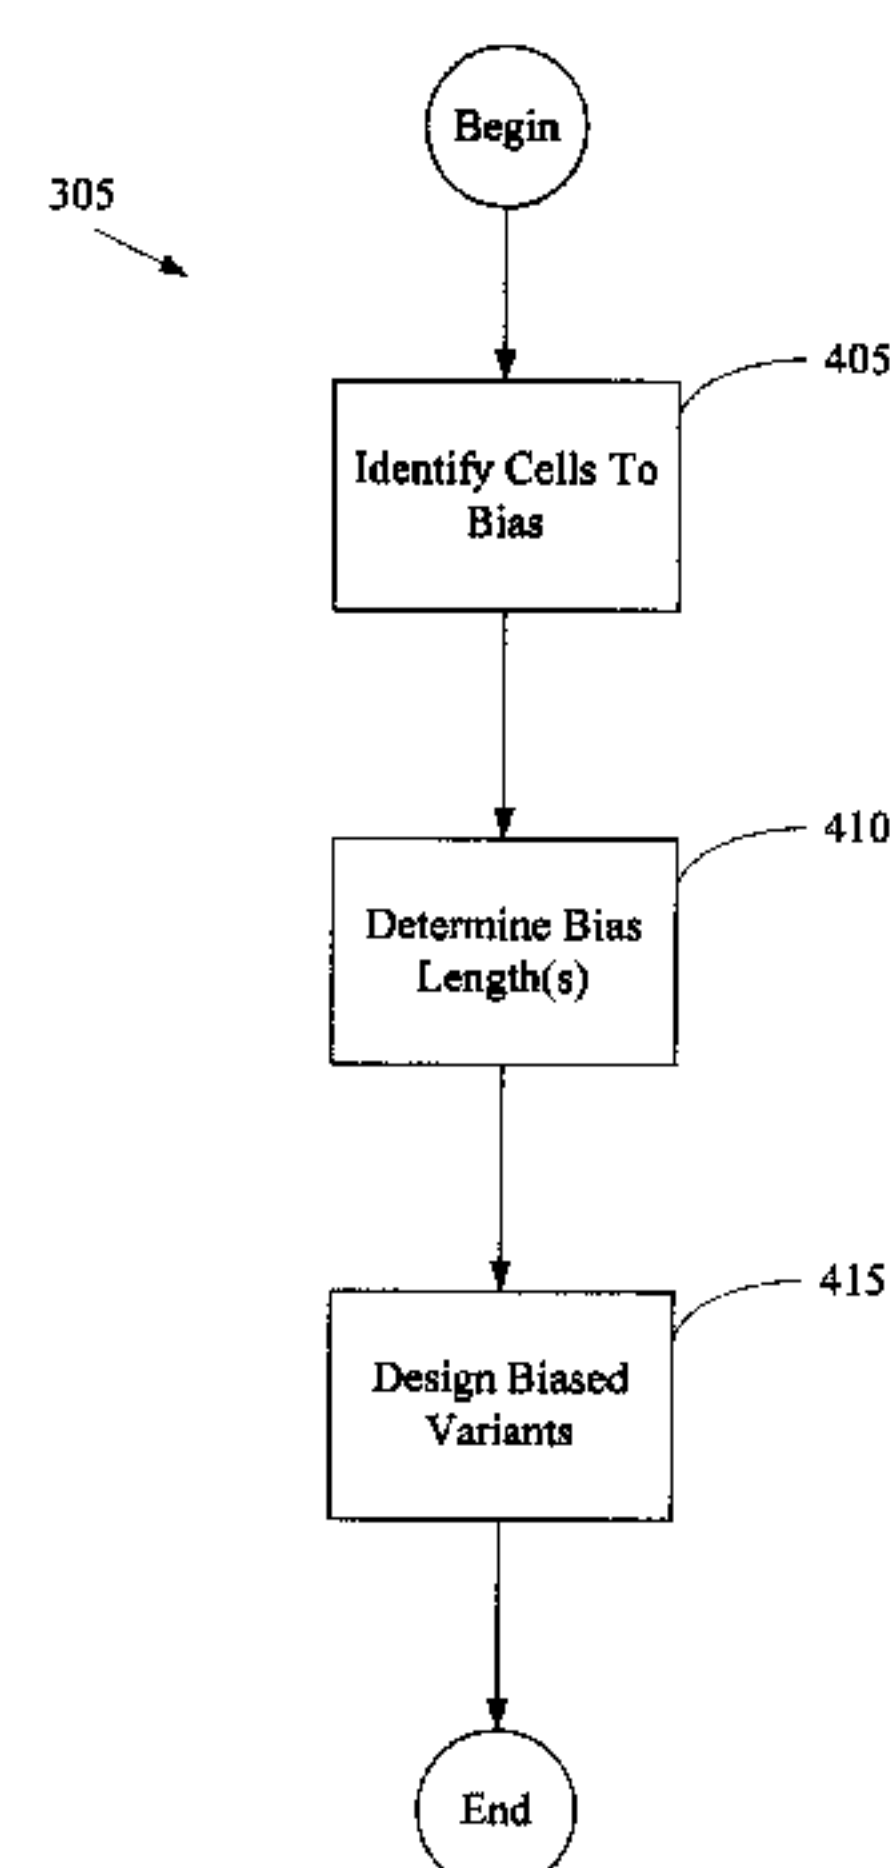 Begin
305
405
Identify Cells To
Bias
410
Determine Bias
Length(s)
415
Design Biased
Variants
End